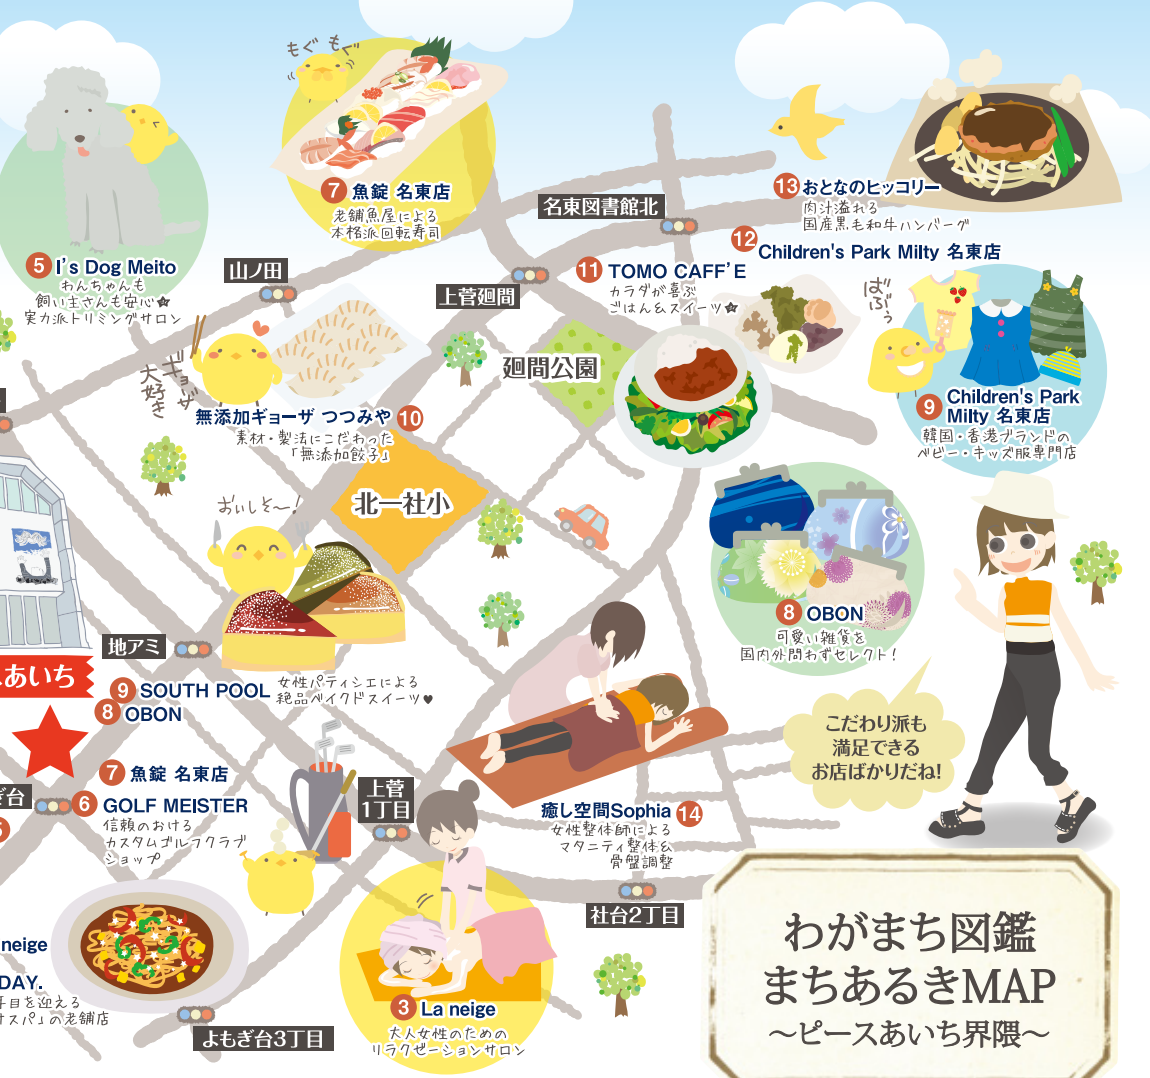 もぐもぐ
7 魚錠 名東店
老舗魚屋による
本格派回転寿司
5 I's Dog Meito
わんちゃんも
飼い主さんも安心★
実力派トリミングサロン
山ノ田
上菅廻間
名東図書館北
13 おとなのヒッコリー
肉汁溢れる
国産黒毛和牛ハンバーグ
12 Children's Park Milty 名東店
11 TOMO CAFF'E
カラダが喜ぶ
ごはん&スイーツ★
ばぶぅ
ギョーザ
大好き
廻間公園
無添加ギョーザ つつみや 10
素材・製法にこだわった
「無添加餃子」
9 Children's Park
Milty 名東店
韓国・香港ブランドの
ベビー・キッズ服専門店
北一社小
おいしそ〜!
8 OBON
可愛い雑貨を
国内外問わずセレクト!
地アミ
あいち
9 SOUTH POOL
女性パティシエによる
絶品ベイクドスイーツ♥
8 OBON
7 魚錠 名東店
6 GOLF MEISTER
信頼のおける
カスタムゴルフクラブ
ショップ
ぎ台
上菅
1丁目
こだわり派も
満足できる
お店ばかりだね!
癒し空間Sophia 14
女性整体師による
マタニティ整体&
骨盤調整
社台2丁目
neige
DAY.
年目を迎える
スパ」の老舗店
よもぎ台3丁目
3 La neige
大人女性のための
リラクゼーションサロン
わがまち図鑑
まちあるきMAP
〜ピースあいち界隈〜